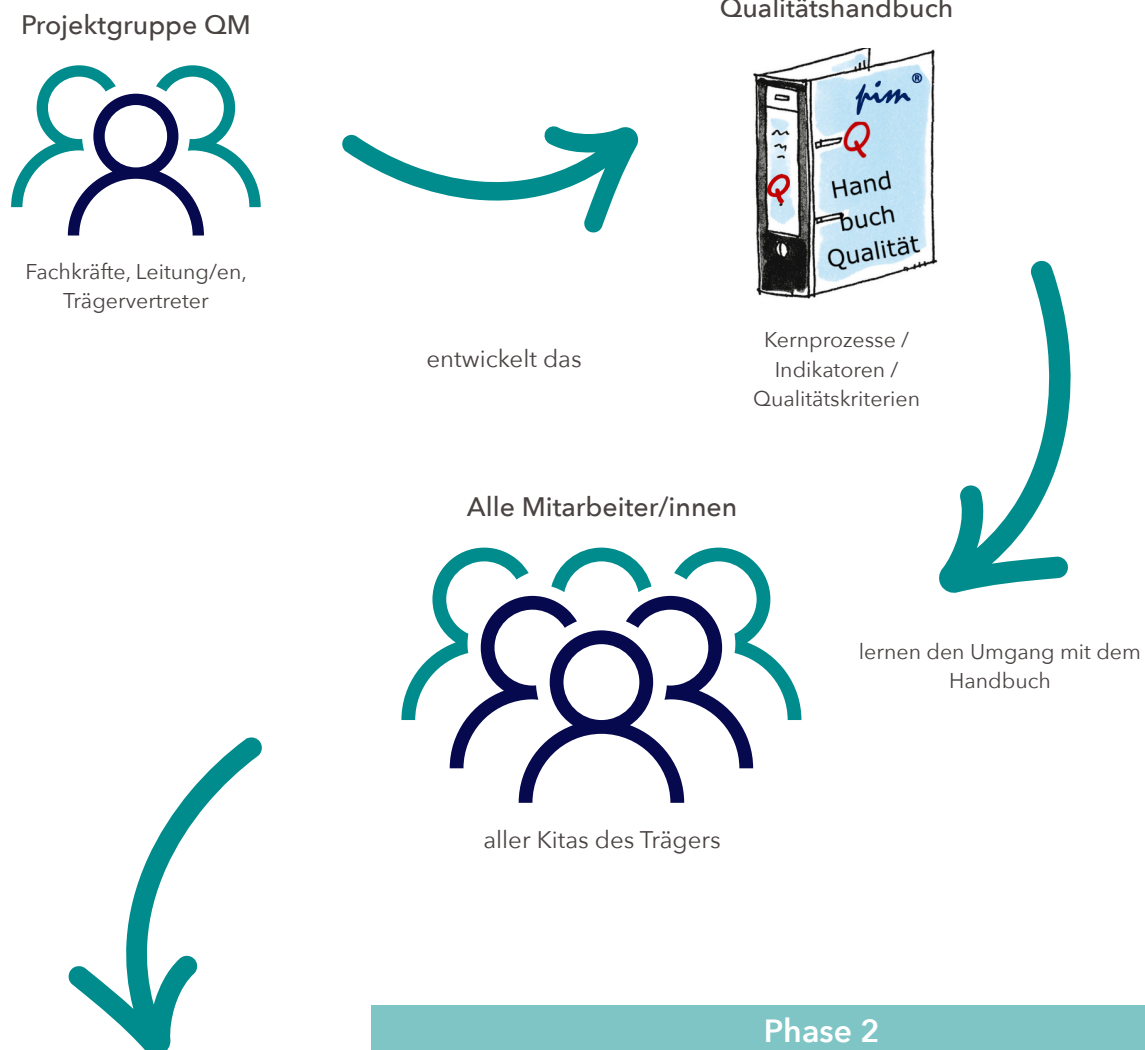 Projektgruppe QM
Fachkräfte, Leitung/en,
Trägervertreter
entwickelt das
Qualitätshandbuch
pim®
Q
Q
Hand
buch
Qualität
Kernprozesse /
Indikatoren /
Qualitätskriterien
lernen den Umgang mit dem
Handbuch
Alle Mitarbeiter/innen
aller Kitas des Trägers
Phase 2